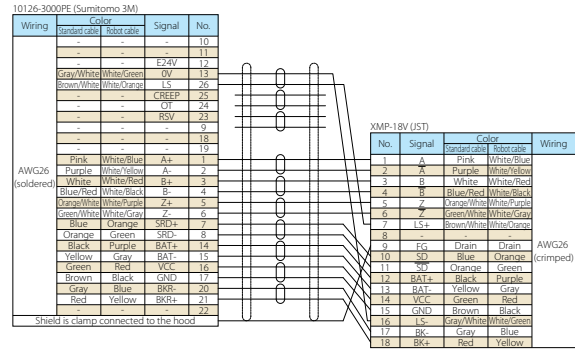 10126-3000PE (Sumitomo 3M)
Wiring Color Signal No.
Standard cable Robot cable
- - - 10
- - - 11
- - E24V 12
Gray/White White/Green 0V 13
Brown/White White/Orange LS 26
- - CREEP 25
- - OT 24
- - RSV 23
- - - 9
- - - 18
- - - 19
Pink White/Blue A+ 1
Purple White/Yellow A- 2
White White/Red B+ 3
Blue/Red White/Black B- 4
Orange/White White/Purple Z+ 5
Green/White White/Gray Z- 6
Blue Orange SRD+ 7
Orange Green SRD- 8
Black Purple BAT+ 14
Yellow Gray BAT- 15
Green Red VCC 16
Brown Black GND 17
Gray Blue BKR- 20
Red Yellow BKR+ 21
- - - 22
AWG26
(soldered)
Shield is clamp connected to the hood
XMP-18V (JST)
No. Signal Color Wiring
Standard cable Robot cable
1 A Pink White/Blue
2 A̅ Purple White/Yellow
3 B White White/Red
4 B̅ Blue/Red White/Black
5 Z Orange/White White/Purple
6 Z̅ Green/White White/Gray
7 LS+ Brown/White White/Orange
8 - - -
9 FG Drain Drain
10 SD Blue Orange
11 S̅D̅ Orange Green
12 BAT+ Black Purple
13 BAT- Yellow Gray
14 VCC Green Red
15 GND Brown Black
16 LS- Gray/White White/Green
17 BK- Gray Blue
18 BK+ Red Yellow
AWG26
(crimped)